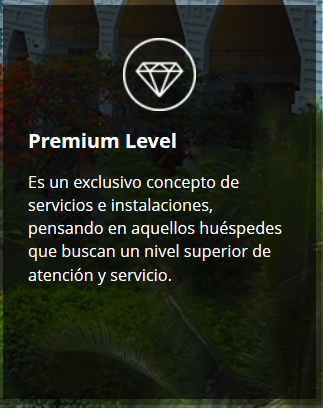 Premium Level
Es un exclusivo concepto de
servicios e instalaciones,
pensando en aquellos huéspedes
que buscan un nivel superior de
atención y servicio.